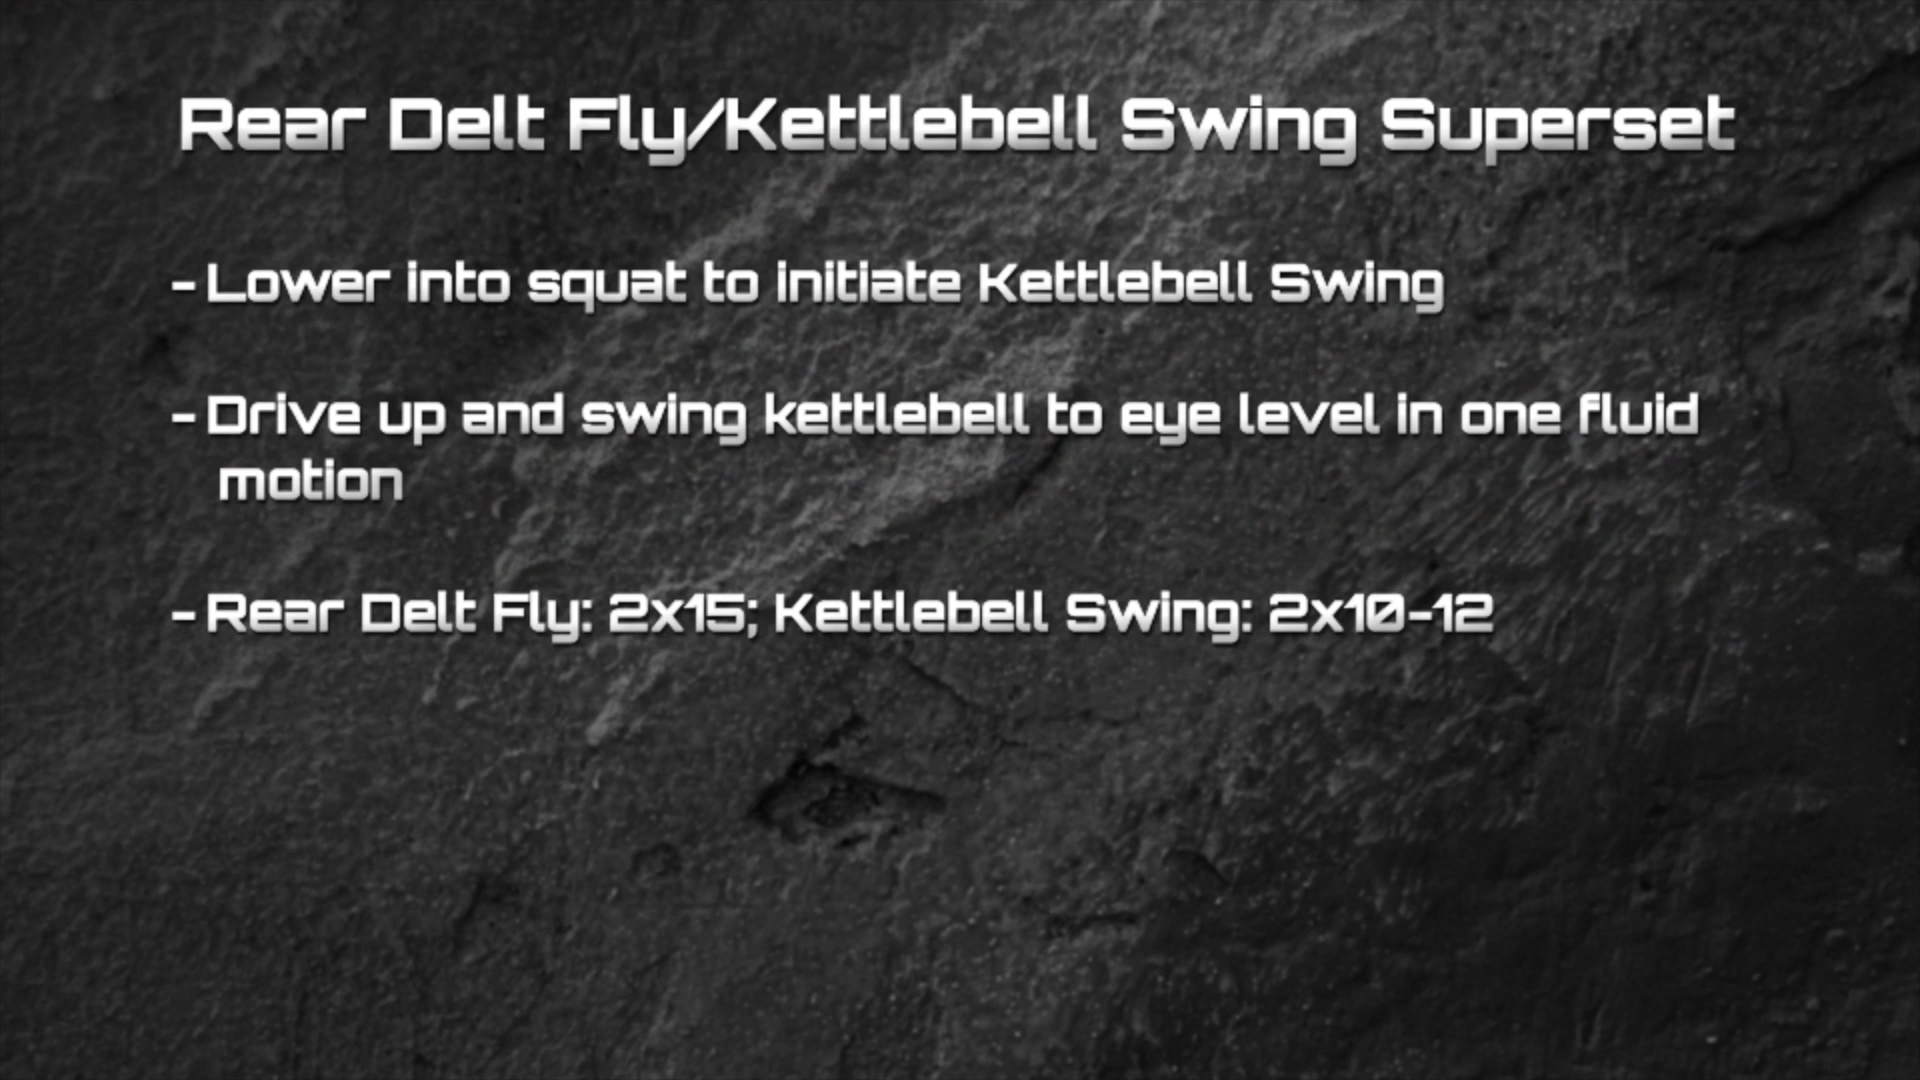 Rear Delt Fly/Kettlebell Swing Superset
- Lower into squat to initiate Kettlebell Swing
- Drive up and swing kettlebell to eye level in one fluid
motion
- Rear Delt Fly: 2x15; Kettlebell Swing: 2x10-12